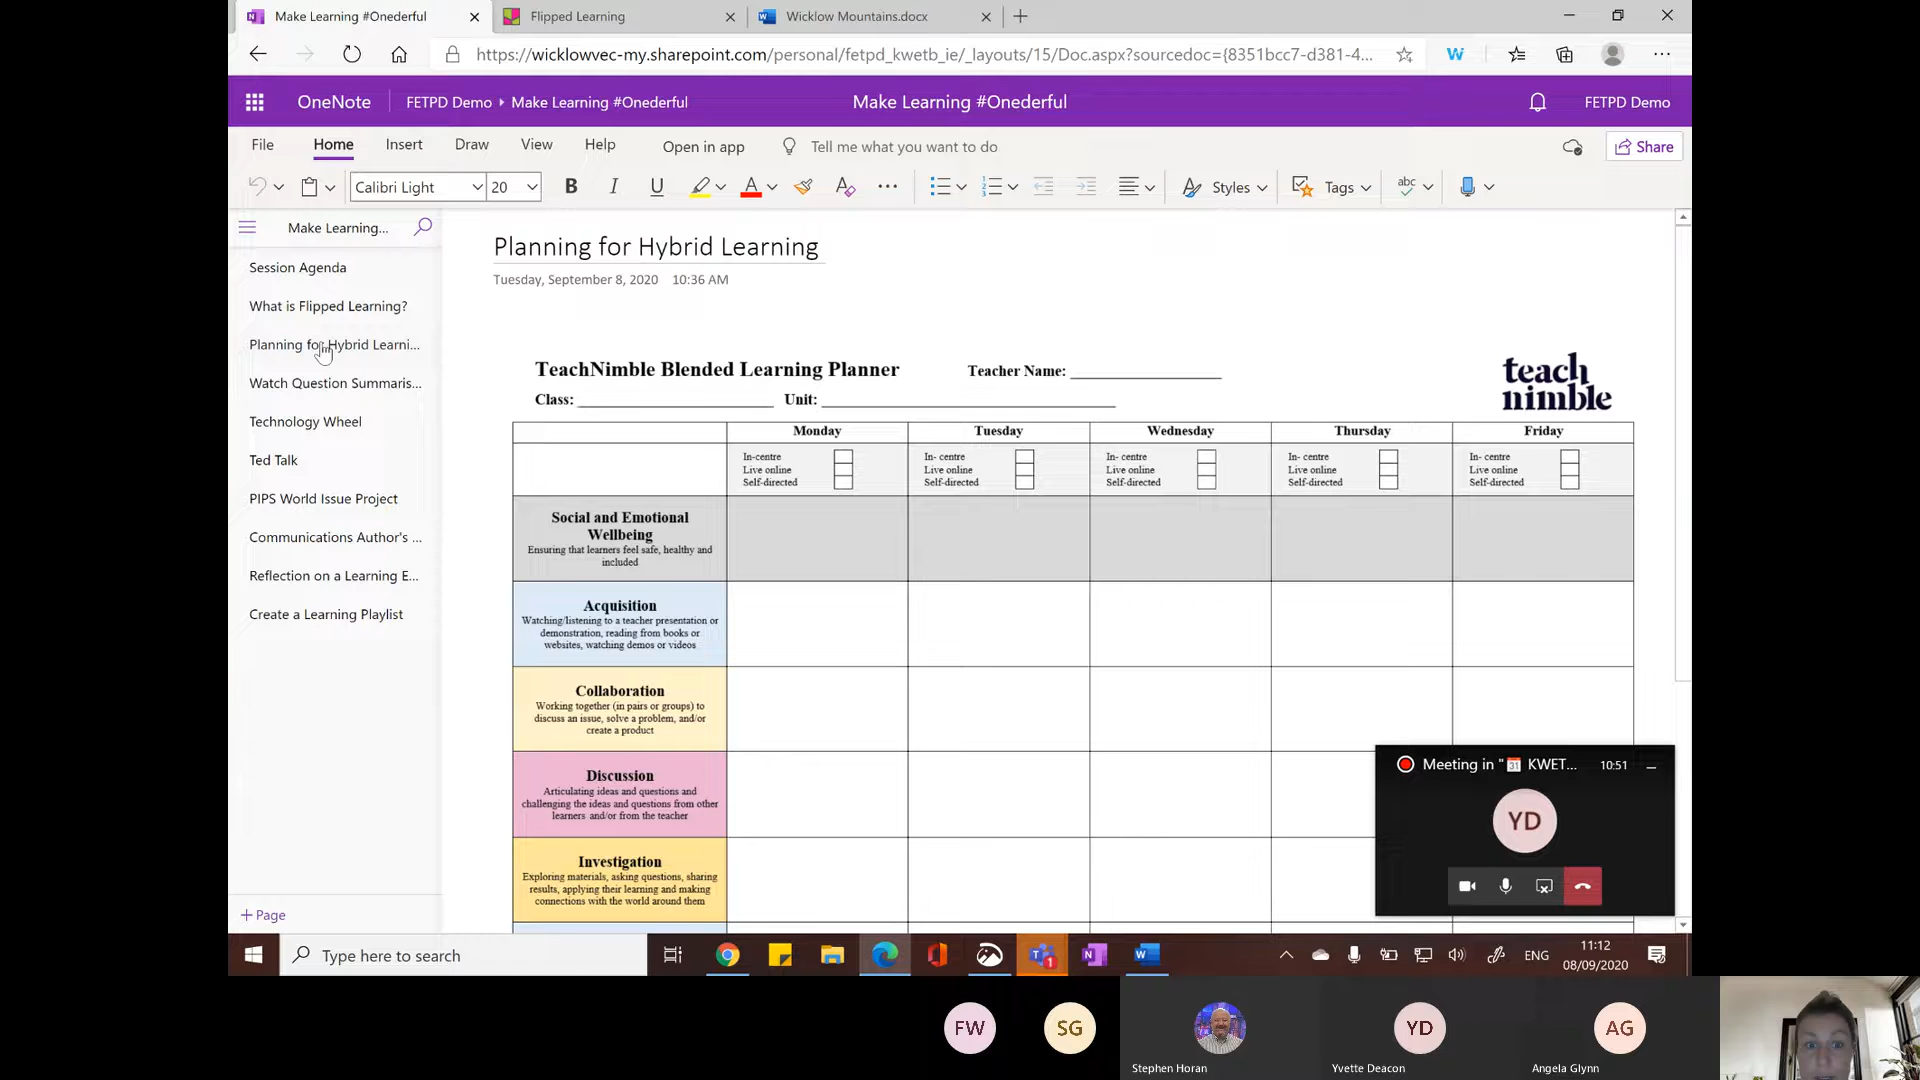 Make Learning #Onederful
Flipped Learning
Wicklow Mountains.docx
https://wicklowvec-my.sharepoint.com/personal/fetpd_kwetb_ie/_layouts/15/Doc.aspx?sourcedoc={8351bcc7-d381-4...
OneNote
FETPD Demo
Make Learning #Onederful
Make Learning #Onederful
FETPD Demo
File
Home
Insert
Draw
View
Help
Open in app
Tell me what you want to do
Share
Calibri Light
20
B
I
U
Styles
Tags
abc
Make Learning...
Session Agenda
What is Flipped Learning?
Planning for Hybrid Learni...
Watch Question Summaris...
Technology Wheel
Ted Talk
PIPS World Issue Project
Communications Author's ...
Reflection on a Learning E...
Create a Learning Playlist
+ Page
Planning for Hybrid Learning
Tuesday, September 8, 2020 10:36 AM
TeachNimble Blended Learning Planner
Teacher Name:
Class:
Unit:
teach
nimble
Monday
Tuesday
Wednesday
Thursday
Friday
In-centre
Live online
Self-directed
In- centre
Live online
Self-directed
In- centre
Live online
Self-directed
In- centre
Live online
Self-directed
In- centre
Live online
Self-directed
Social and Emotional
Wellbeing
Ensuring that learners feel safe, healthy and
included
Acquisition
Watching/listening to a teacher presentation or
demonstration, reading from books or
websites, watching demos or videos
Collaboration
Working together (in pairs or groups) to
discuss an issue, solve a problem, and/or
create a product
Discussion
Articulating ideas and questions and
challenging the ideas and questions from other
learners and/or from the teacher
Investigation
Exploring materials, asking questions, sharing
results, applying their learning and making
connections with the world around them
Meeting in " 31 KWET...
10:51
YD
Type here to search
1
ENG
11:12
08/09/2020
FW
SG
YD
AG
Stephen Horan
Yvette Deacon
Angela Glynn